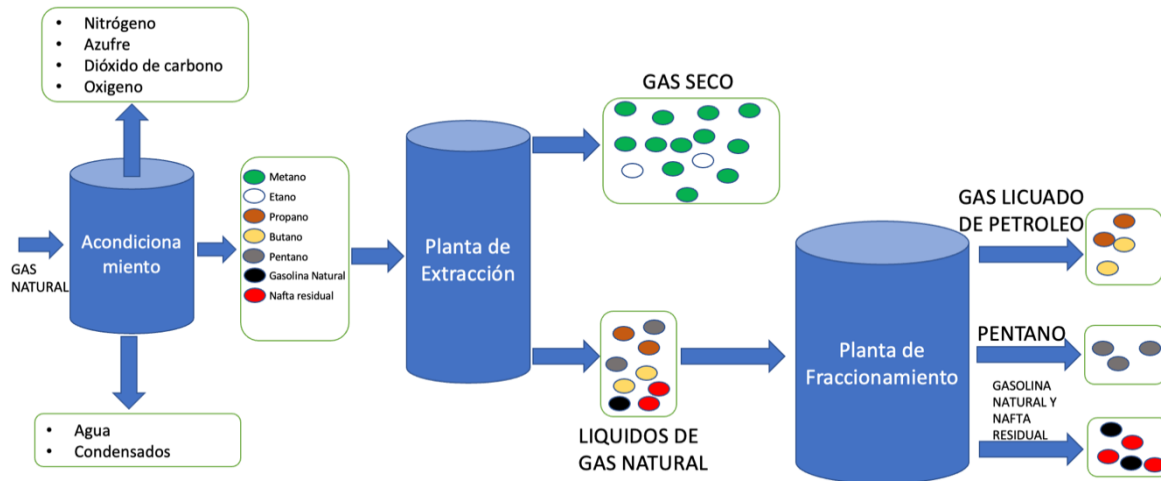 • Nitrógeno
• Azufre
• Dióxido de carbono
• Oxigeno
GAS
NATURAL
Acondiciona
miento
• Agua
• Condensados
Metano
Etano
Propano
Butano
Pentano
Gasolina Natural
Nafta residual
Planta de
Extracción
GAS SECO
LIQUIDOS DE
GAS NATURAL
Planta de
Fraccionamiento
GAS LICUADO
DE PETROLEO
PENTANO
GASOLINA
NATURAL Y
NAFTA
RESIDUAL